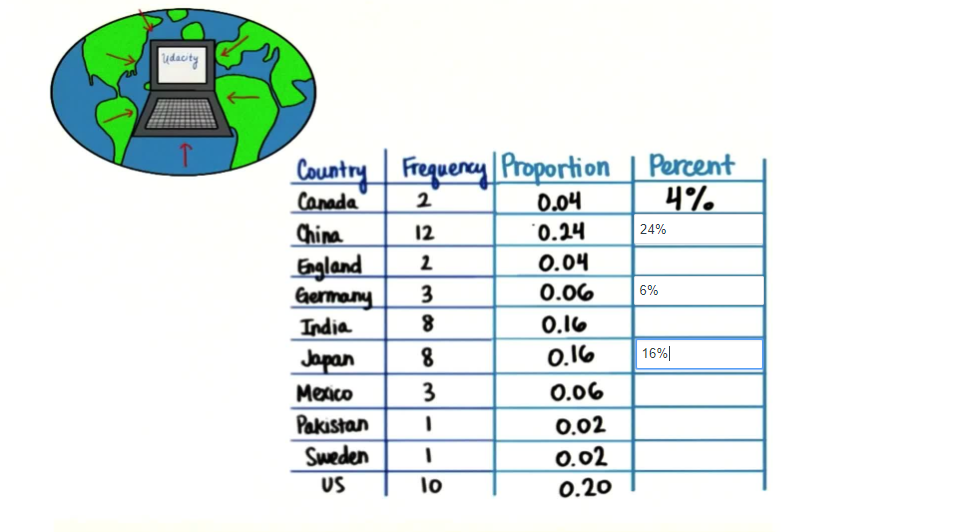 Udacity
Country Frequency Proportion Percent
Canada 2 0.04 4%
China 12 0.24 24%
England 2 0.04
Germany 3 0.06 6%
India 8 0.16
Japan 8 0.16 16%
Mexico 3 0.06
Pakistan 1 0.02
Sweden 1 0.02
US 10 0.20